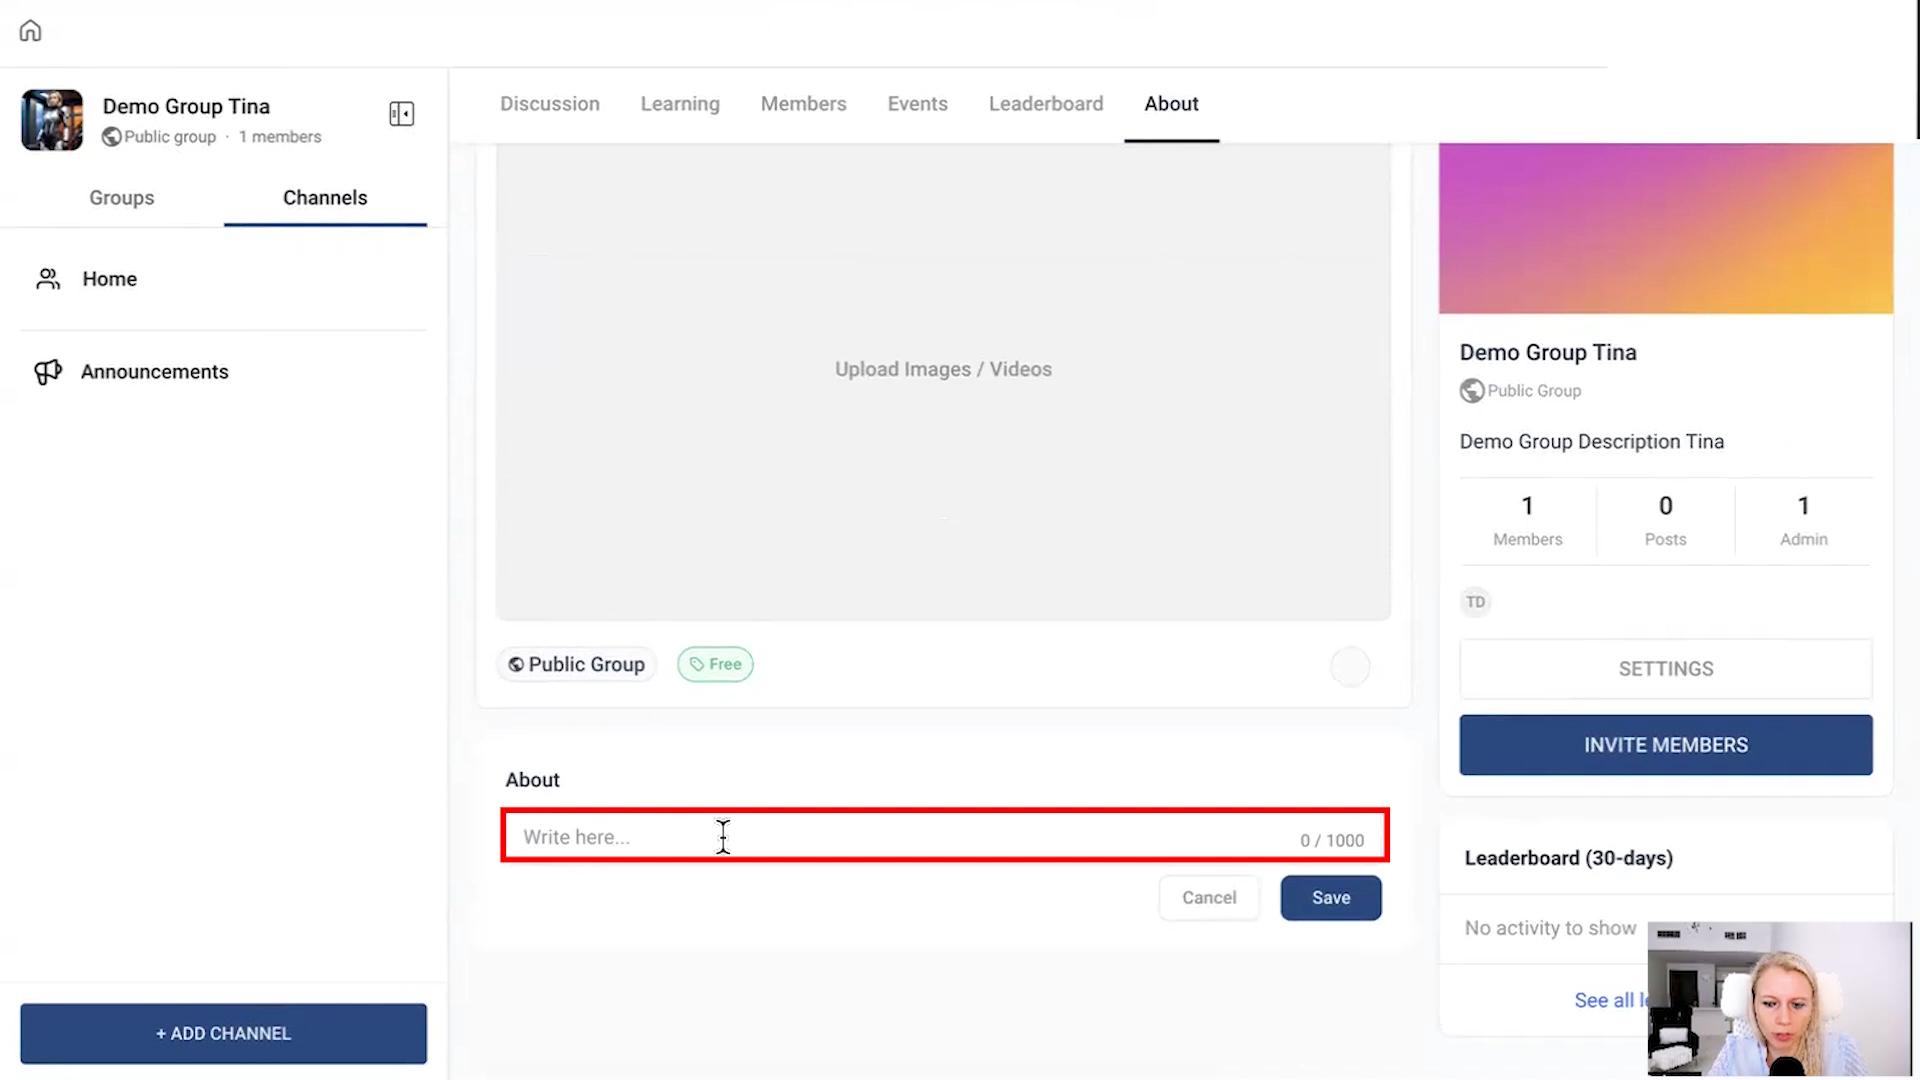 Demo Group Tina
Public group · 1 members
Groups
Channels
Home
Announcements
+ ADD CHANNEL
Discussion
Learning
Members
Events
Leaderboard
About
Upload Images / Videos
Public Group
Free
About
Write here...
0 / 1000
Cancel
Save
Demo Group Tina
Public Group
Demo Group Description Tina
1
Members
0
Posts
1
Admin
TD
SETTINGS
INVITE MEMBERS
Leaderboard (30-days)
No activity to show
See all